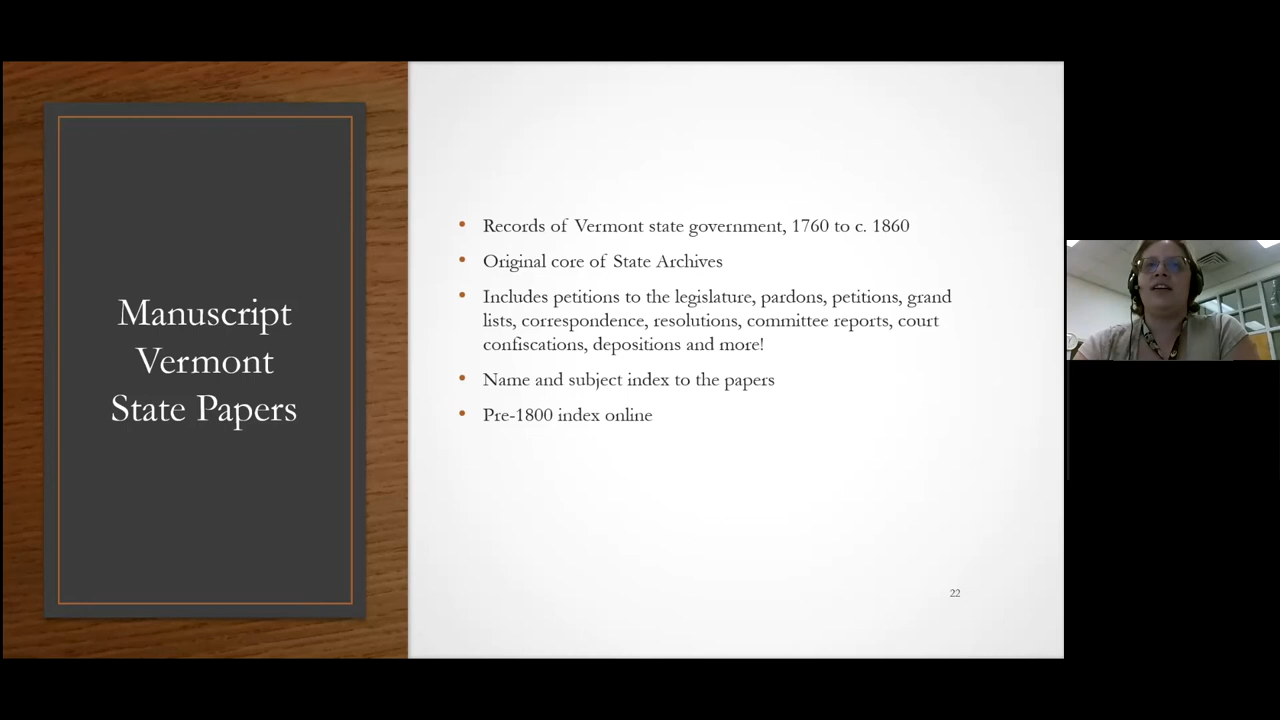 Manuscript
Vermont
State Papers
Records of Vermont state government, 1760 to c. 1860
Original core of State Archives
Includes petitions to the legislature, pardons, petitions, grand
lists, correspondence, resolutions, committee reports, court
confiscations, depositions and more!
Name and subject index to the papers
Pre-1800 index online
22